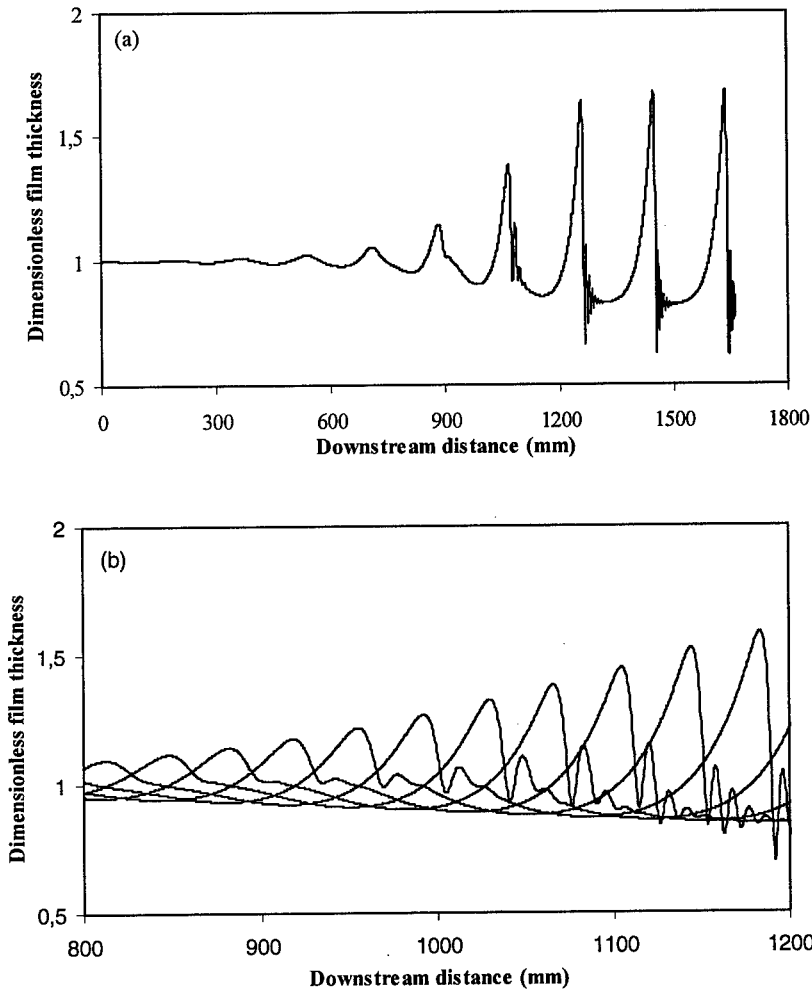 2
(a)
Dimensionless film thickness
1,5
1
0,5
0 300 600 900 1200 1500 1800
Downstream distance (mm)
2
(b)
Dimensionless film thickness
1,5
1
0,5
800 900 1000 1100 1200
Downstream distance (mm)